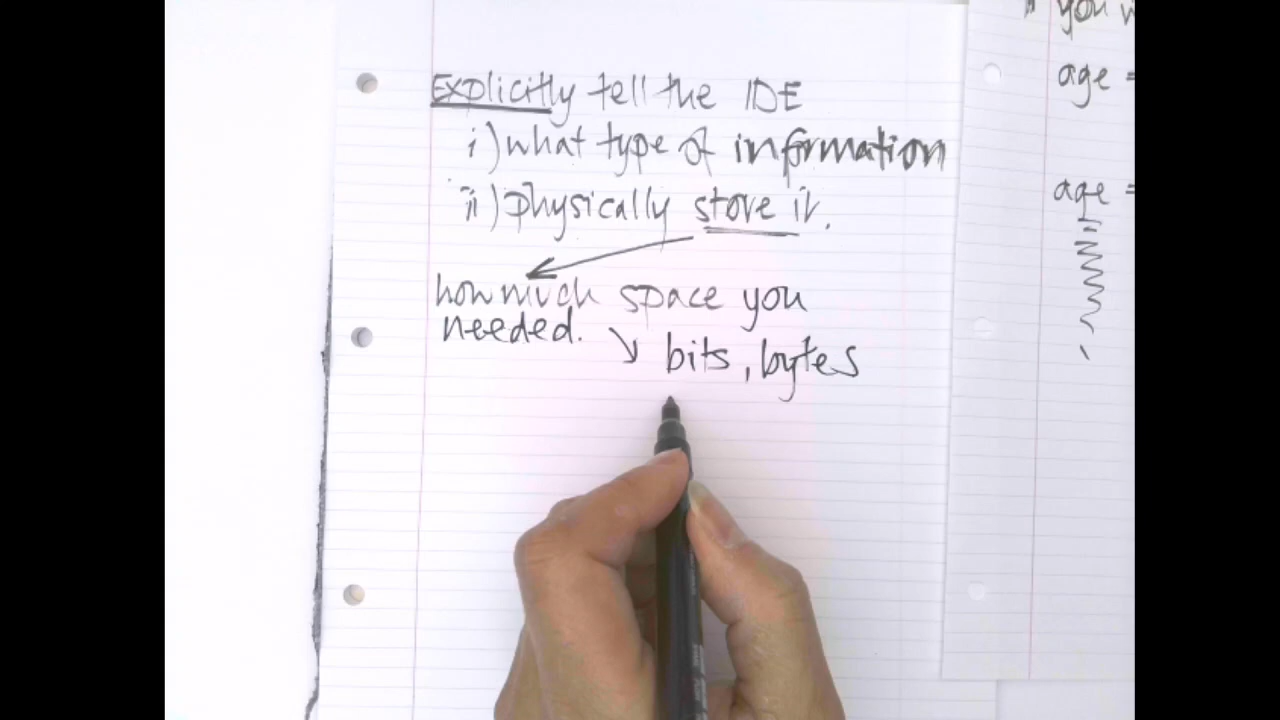 Explicitly tell the IDE
i) what type of information
ii) physically store it.
how much space you
needed.
bits, bytes
you
age =
age =